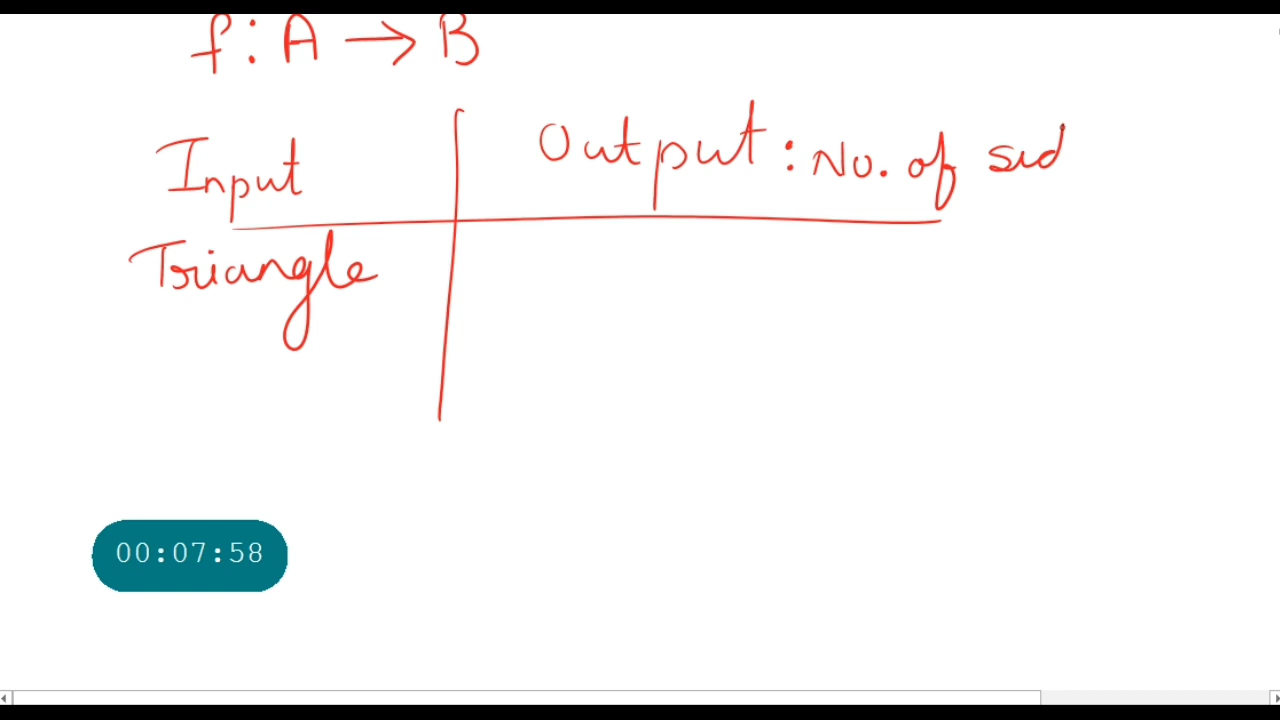 f: A → B
Input
Output: No. of sid
Triangle
00:07:58